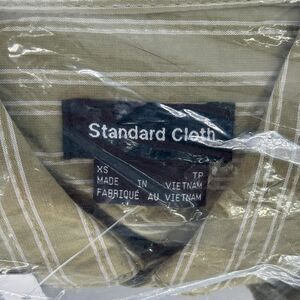 Standard Cloth
XS TP
MADE IN VIETNAM
FABRIQUÉ AU VIETNAM